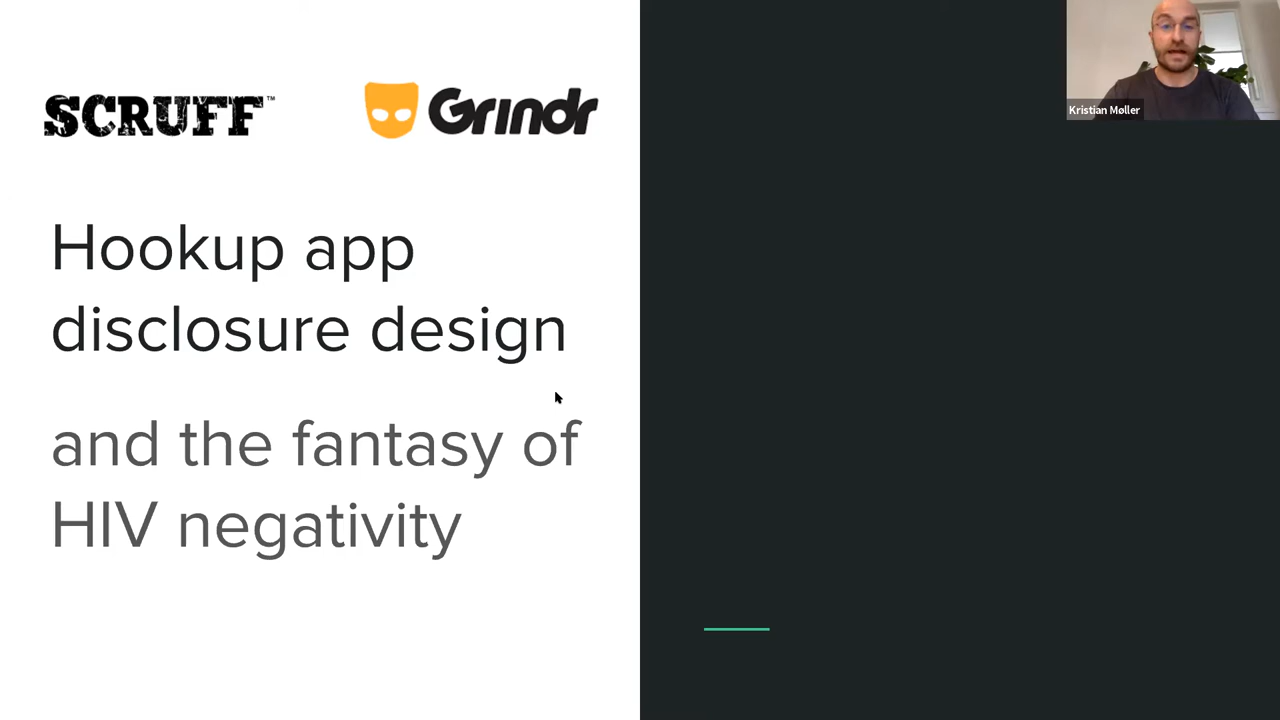 SCRUFF™
Grindr
Hookup app
disclosure design
and the fantasy of
HIV negativity
Kristian Møller